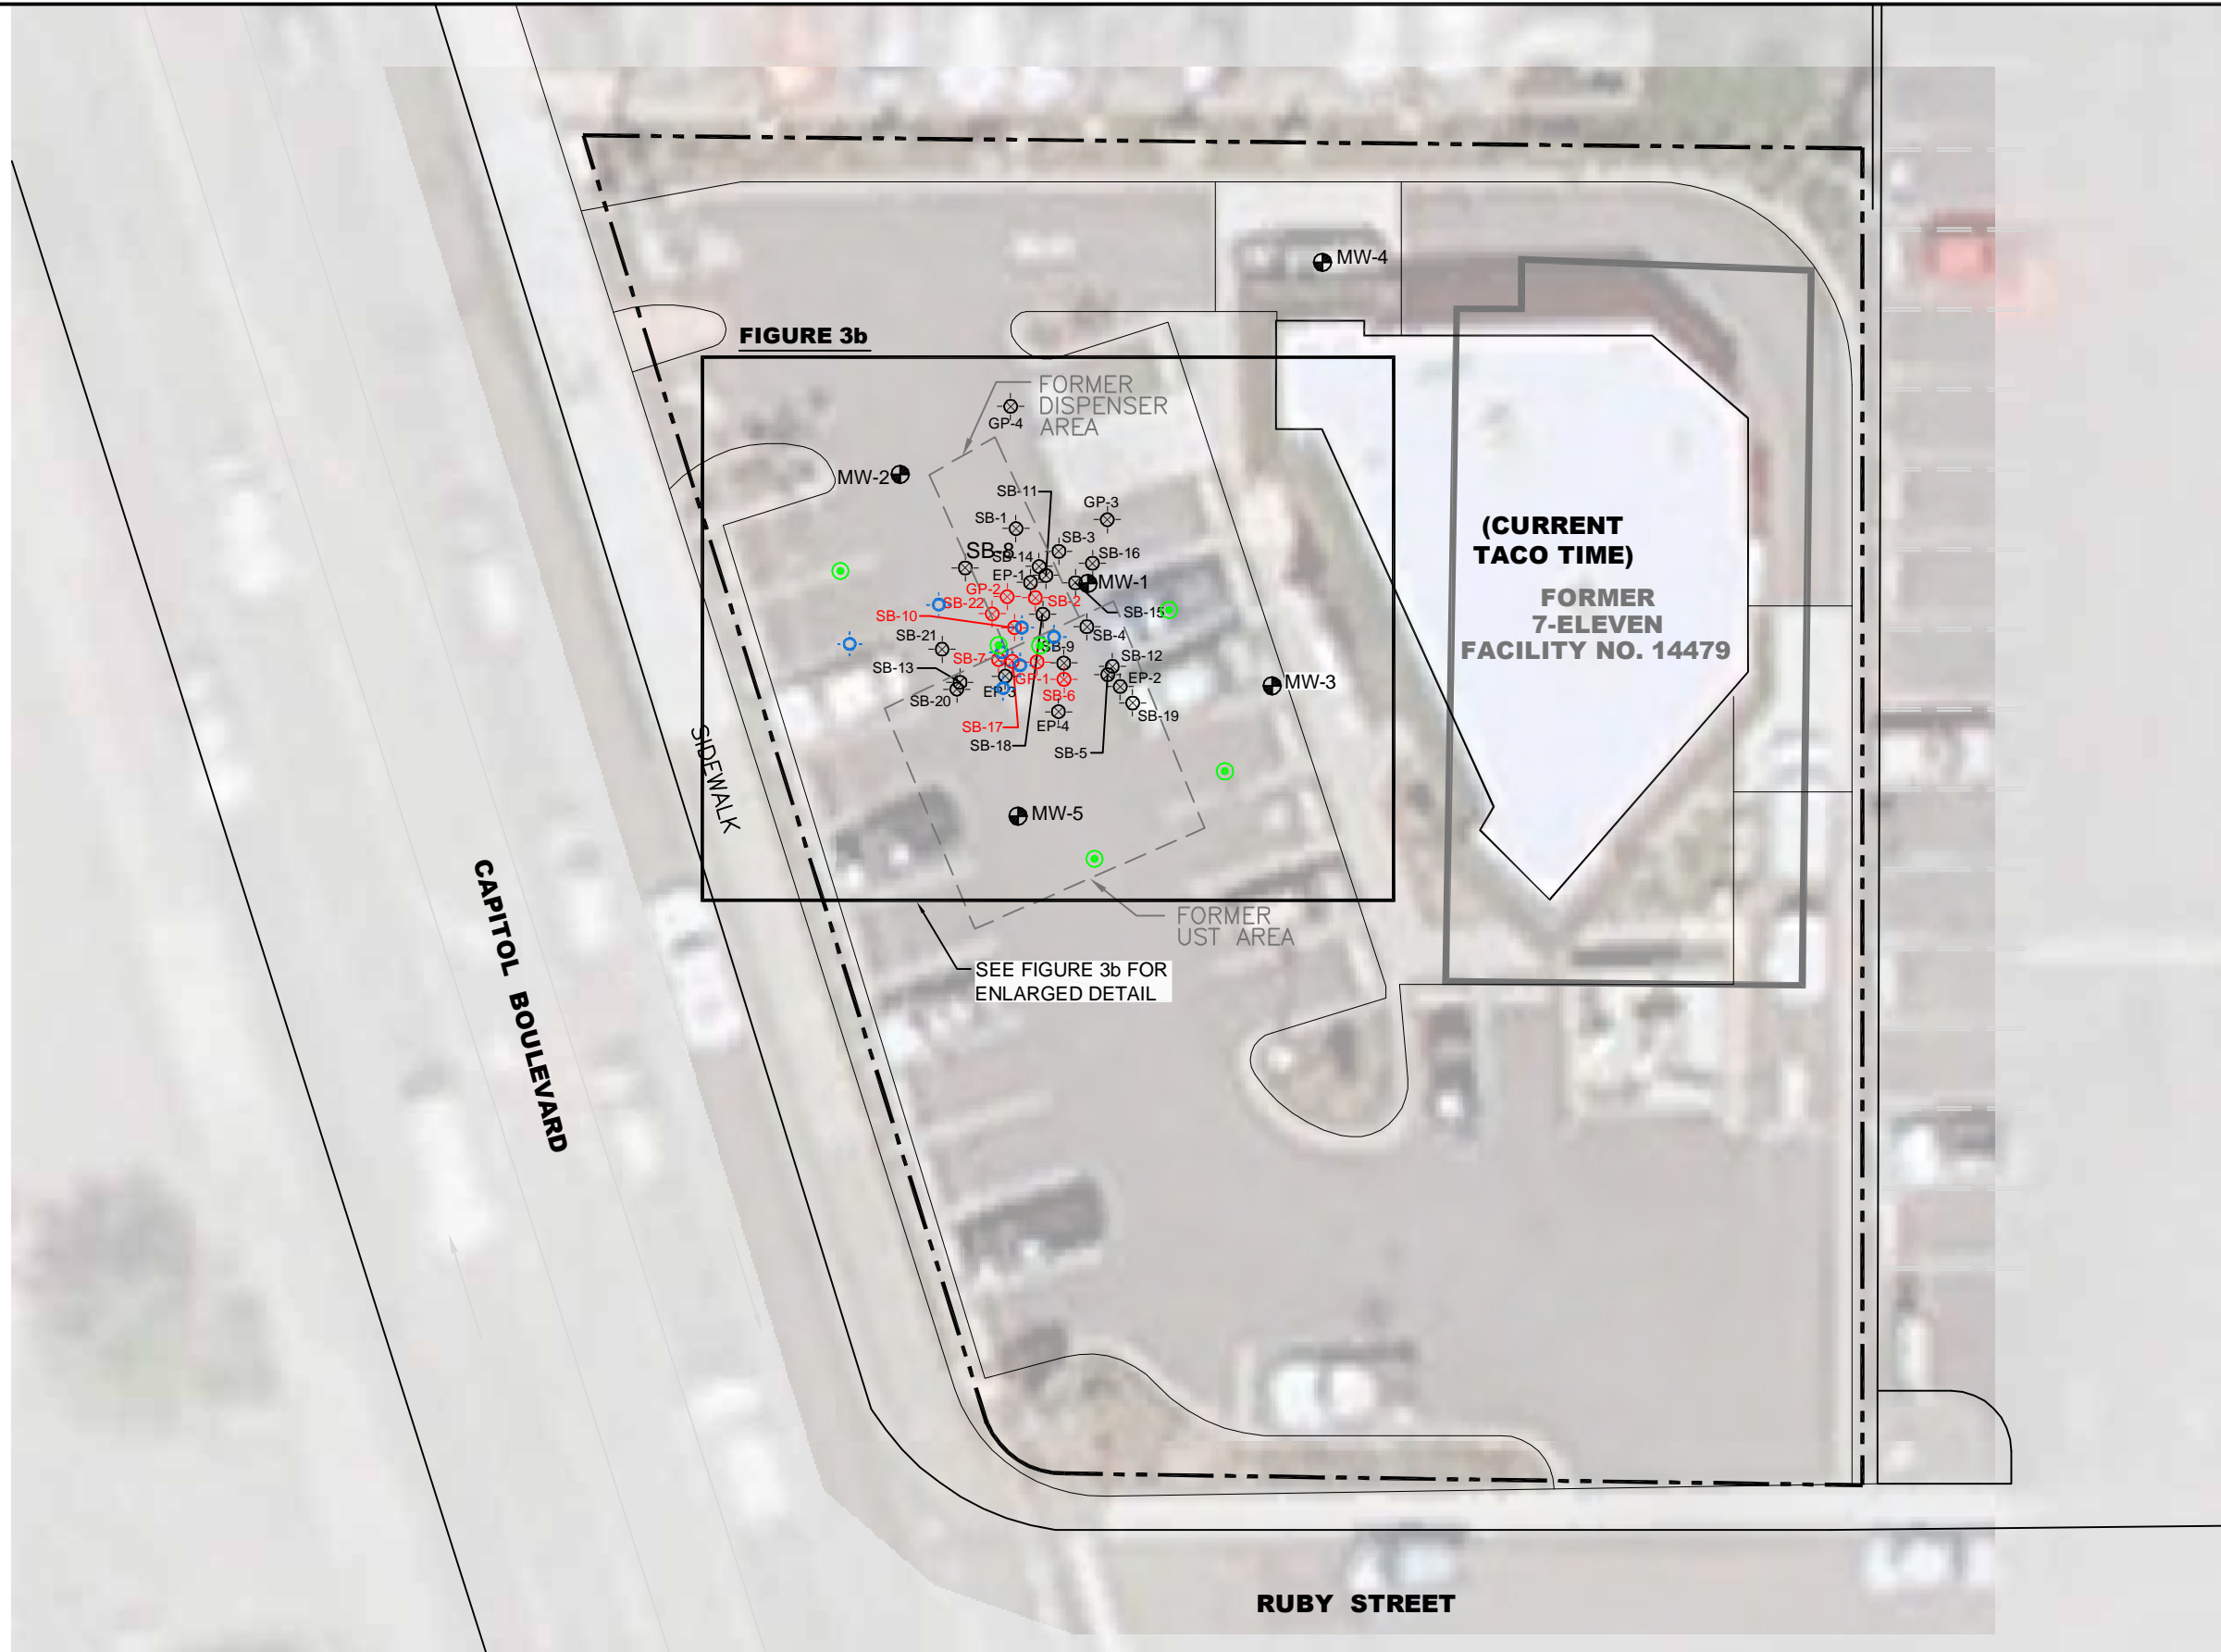 MW-4
FIGURE 3b
FORMER
DISPENSER
AREA
GP-4
MW-2
SB-11
GP-3
SB-1
SB-3
SB-8
SB-14
SB-16
EP-1
MW-1
GP-2
SB-22
SB-2
SB-10
SB-15
SB-21
SB-4
SB-9
SB-7
SB-12
SB-13
GP-1
EP-2
SB-20
EP-3
SB-6
SB-19
SB-17
EP-4
SB-18
SB-5
MW-3
MW-5
(CURRENT
TACO TIME)
FORMER
7-ELEVEN
FACILITY NO. 14479
SIDEWALK
CAPITOL BOULEVARD
FORMER
UST AREA
SEE FIGURE 3b FOR
ENLARGED DETAIL
RUBY STREET